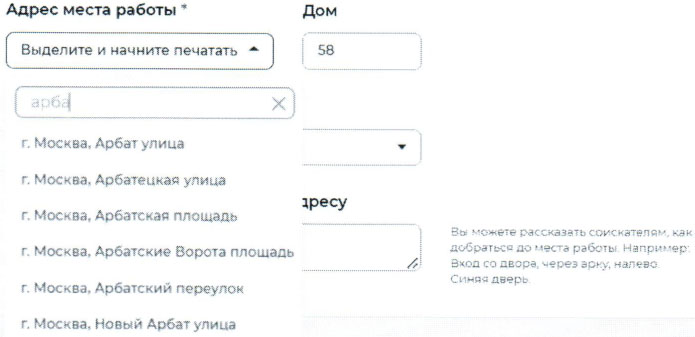 Адрес места работы *
Дом
Выделите и начните печатать
58
арба
г. Москва, Арбат улица
г. Москва, Арбатецкая улица
г. Москва, Арбатская площадь
дресу
г. Москва, Арбатские Ворота площадь
г. Москва, Арбатский переулок
г. Москва, Новый Арбат улица
Вы можете рассказать соискателям, как
добраться до места работы. Например:
Вход со двора, через арку, налево.
Синяя дверь.